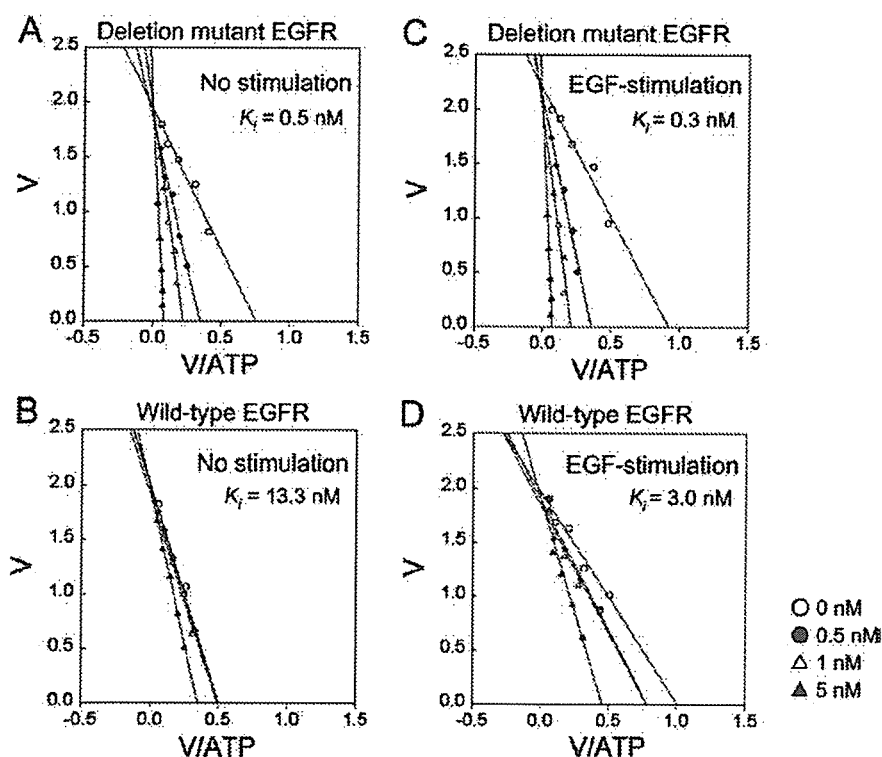 A
Deletion mutant EGFR
No stimulation
Ki = 0.5 nM
V
2.5
2.0
1.5
1.0
0.5
0.0
-0.5 0.0 0.5 1.0 1.5
V/ATP
C
Deletion mutant EGFR
EGF-stimulation
Ki = 0.3 nM
V
2.6
2.0
1.5
1.0
0.5
0.0
-0.5 0.0 0.5 1.0 1.5
V/ATP
B
Wild-type EGFR
No stimulation
Ki = 13.3 nM
V
2.5
2.0
1.5
1.0
0.5
0.0
-0.5 0.0 0.5 1.0 1.5
V/ATP
D
Wild-type EGFR
EGF-stimulation
Ki = 3.0 nM
V
2.5
2.0
1.5
1.0
0.5
0.0
-0.5 0.0 0.5 1.0 1.5
V/ATP
0 nM
0.5 nM
1 nM
5 nM